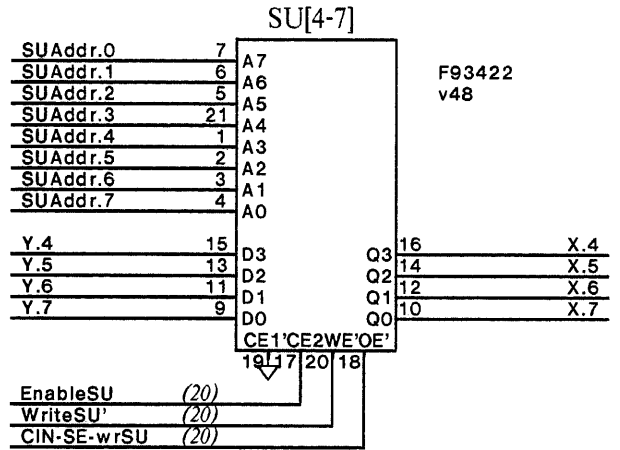 SU[4-7]
SUAddr.0 7 A7
SUAddr.1 6 A6
SUAddr.2 5 A5
SUAddr.3 21 A4
SUAddr.4 1 A3
SUAddr.5 2 A2
SUAddr.6 3 A1
SUAddr.7 4 A0
F93422
v48
Y.4 15 D3 Q3 16 X.4
Y.5 13 D2 Q2 14 X.5
Y.6 11 D1 Q1 12 X.6
Y.7 9 D0 Q0 10 X.7
CE1'CE2WE'OE'
19 17 20 18
EnableSU (20)
WriteSU' (20)
CIN-SE-wrSU (20)